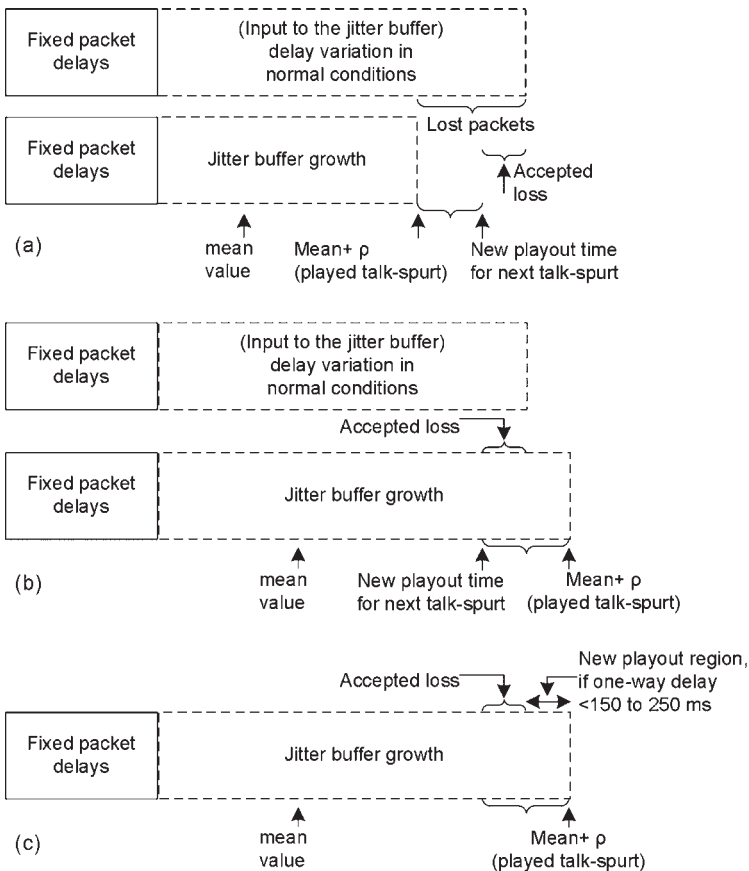 Fixed packet
delays
(Input to the jitter buffer)
delay variation in
normal conditions
Lost packets
Fixed packet
delays
Jitter buffer growth
Accepted
loss
(a)
mean
value
Mean+ ρ
(played talk-spurt)
New playout time
for next talk-spurt
Fixed packet
delays
(Input to the jitter buffer)
delay variation in
normal conditions
Accepted loss
Fixed packet
delays
Jitter buffer growth
(b)
mean
value
New playout time
for next talk-spurt
Mean+ ρ
(played talk-spurt)
Accepted loss
New playout region,
if one-way delay
<150 to 250 ms
Fixed packet
delays
Jitter buffer growth
(c)
mean
value
Mean+ ρ
(played talk-spurt)